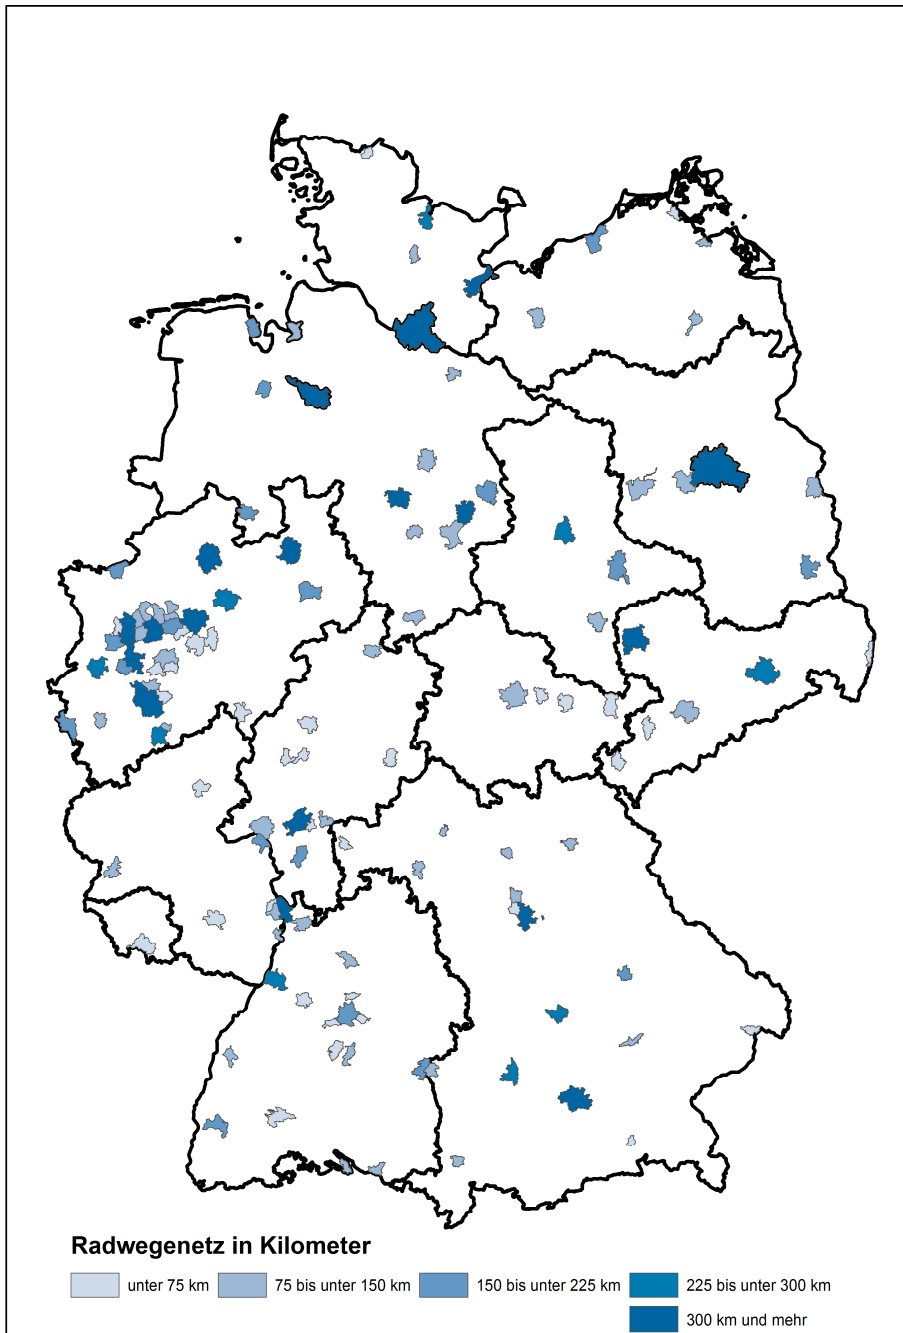 Radwegenetz in Kilometer
unter 75 km 75 bis unter 150 km 150 bis unter 225 km 225 bis unter 300 km
300 km und mehr